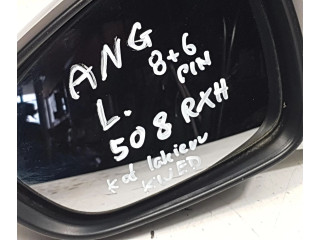 ANG
8+6
PIN
L.
508 RXH
Kod lakieru
KWED